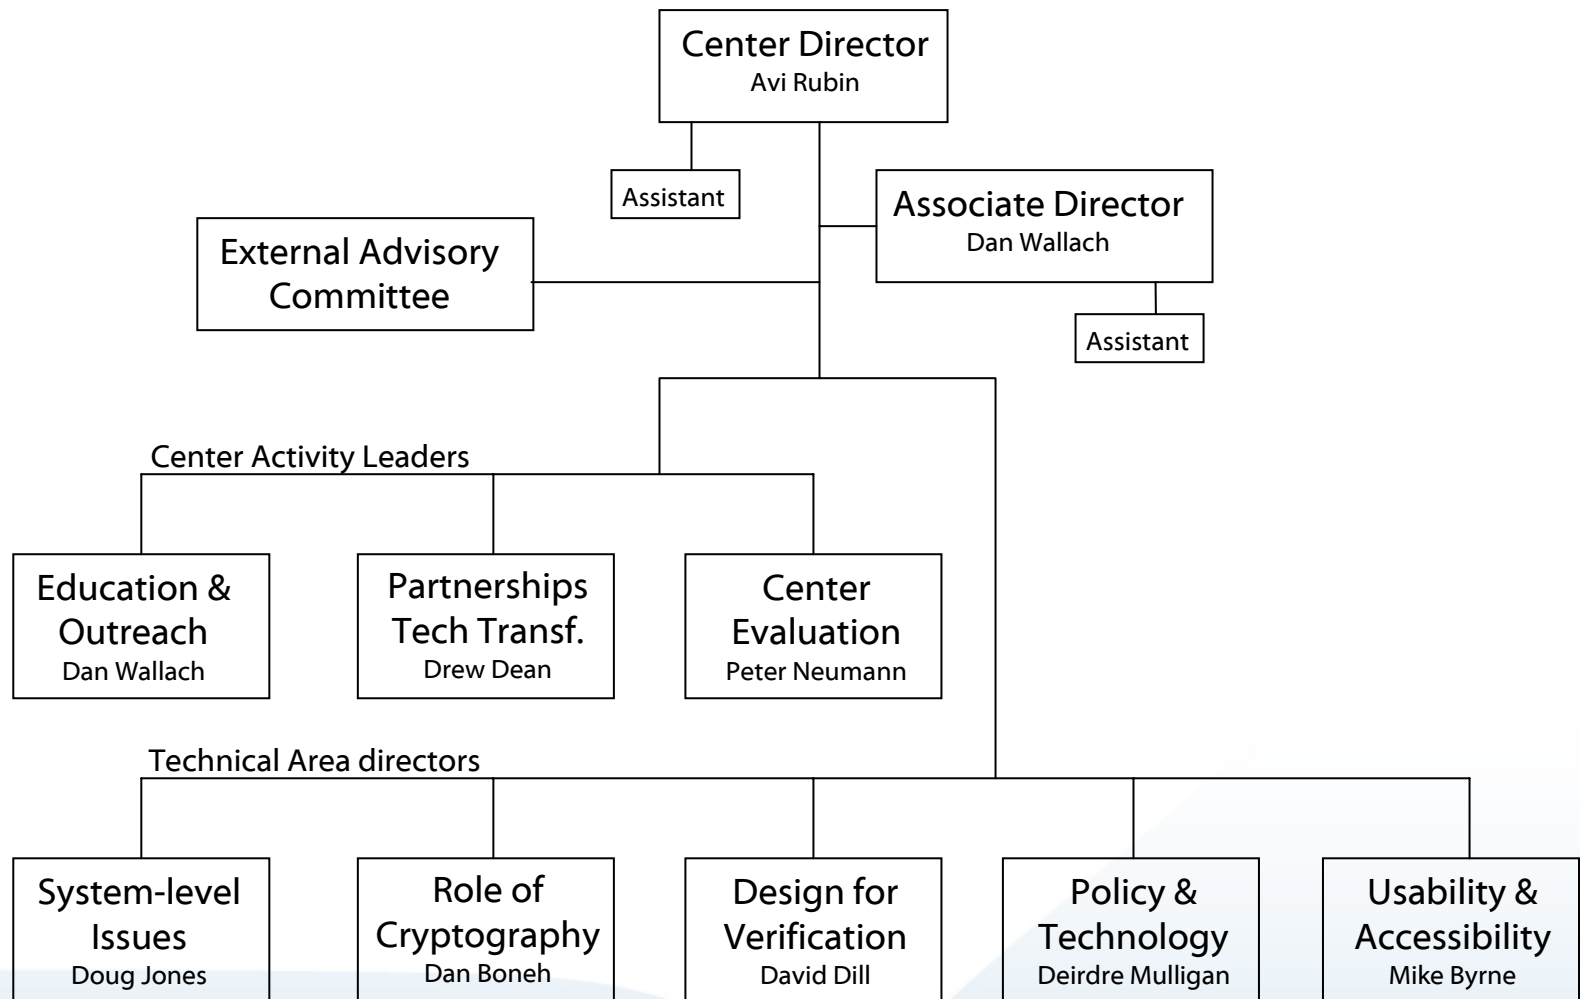 Center Director
Avi Rubin
Assistant
Associate Director
Dan Wallach
External Advisory
Committee
Assistant
Center Activity Leaders
Education &
Outreach
Dan Wallach
Partnerships
Tech Transf.
Drew Dean
Center
Evaluation
Peter Neumann
Technical Area directors
System-level
Issues
Doug Jones
Role of
Cryptography
Dan Boneh
Design for
Verification
David Dill
Policy &
Technology
Deirdre Mulligan
Usability &
Accessibility
Mike Byrne